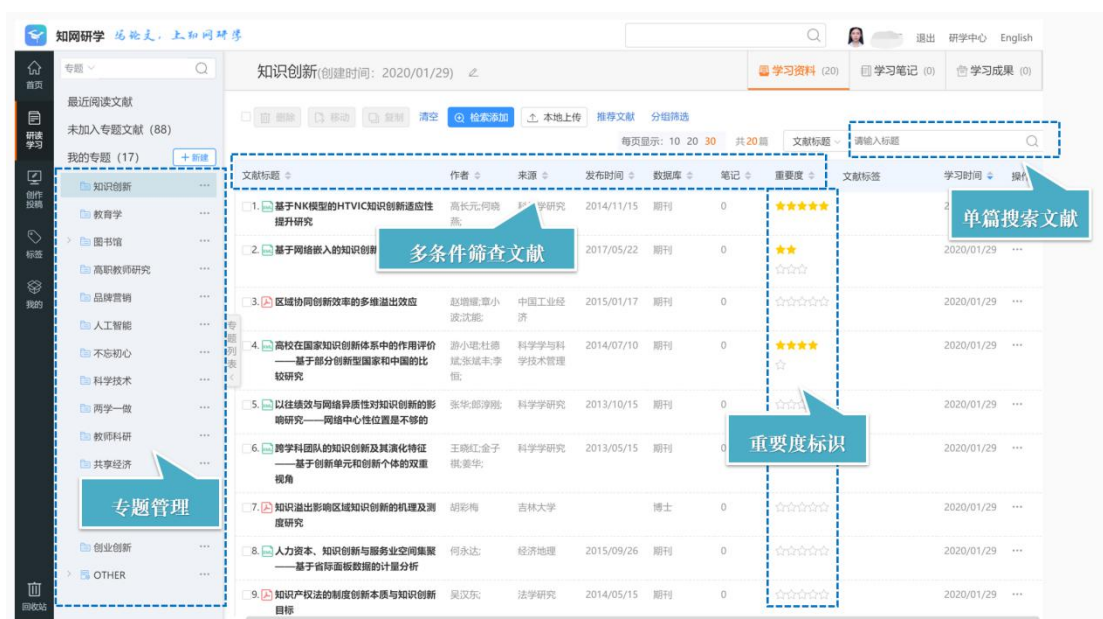 知网研学 写论文,上知网研学
退出 研学中心 English
首页
研读
学习
创作
投稿
标签
我的
回收站
专题
最近阅读文献
未加入专题文献 (88)
我的专题 (17) +新建
知识创新
教育学
图书馆
高职教师研究
品牌营销
人工智能
不忘初心
科学技术
两学一做
教师科研
共享经济
专题管理
创业创新
OTHER
专题列表
知识创新(创建时间: 2020/01/29)
学习资料 (20) 学习笔记 (0) 学习成果 (0)
删除 移动 复制 清空 检索添加 本地上传 推荐文献 分组筛选
每页显示: 10 20 30 共20篇 文献标题 请输入标题
文献标题 作者 来源 发布时间 数据库 笔记 重要度 文献标签 学习时间
单篇搜索文献
多条件筛查文献
重要度标识
1. 基于NK模型的HTVIC知识创新适应性 高长元;何晓 学研究 2014/11/15 期刊 0
提升研究 燕;
2. 基于网络嵌入的知识创新 2017/05/22 期刊 0 2020/01/29
3. 区域协同创新效率的多维溢出效应 赵增耀;章小 中国工业经 2015/01/17 期刊 0 2020/01/29
波;沈能; 济
4. 高校在国家知识创新体系中的作用评价 游小珺;杜德 科学学与科 2014/07/10 期刊 0 2020/01/29
——基于部分创新型国家和中国的比 斌;张斌丰;李 学技术管理
较研究 恒;
5. 以往绩效与网络异质性对知识创新的影 张华;郎淳刚; 科学学研究 2013/10/15 期刊 0 2020/01/29
响研究——网络中心性位置是不够的
6. 跨学科团队的知识创新及其演化特征 王晓红;金子 科学学研究 2013/05/15 期刊 0 2020/01/29
——基于创新单元和创新个体的双重 祺;姜华;
视角
7. 知识溢出影响区域知识创新的机理及测 胡彩梅 吉林大学 博士 0 2020/01/29
度研究
8. 人力资本、知识创新与服务业空间集聚 何永达; 经济地理 2015/09/26 期刊 0 2020/01/29
——基于省际面板数据的计量分析
9. 知识产权法的制度创新本质与知识创新 吴汉东; 法学研究 2014/05/15 期刊 0 2020/01/29
目标